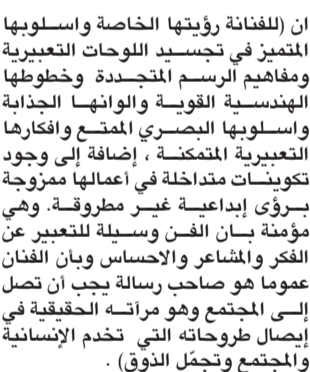 ان (للفنانة رؤيتها الخاصة واسلوبها
المتميز في تجسيد اللوحات التعبيرية
ومفاهيم الرسم المتجددة وخطوطها
الهندسية القوية والوانها الجذابة
واسلوبها البصري الممتع وافكارها
التعبيرية المتمكنة ، إضافة إلى وجود
تكوينات متداخلة في أعمالها ممزوجة
برؤى إبداعية غير مطروقة. وهي
مؤمنة بان الفن وسيلة للتعبير عن
الفكر والمشاعر والاحساس وبأن الفنان
عموما هو صاحب رسالة يجب أن تصل
إلى المجتمع وهو مرآته الحقيقية في
إيصال طروحاته التي تخدم الإنسانية
والمجتمع وتجمّل الذوق) .